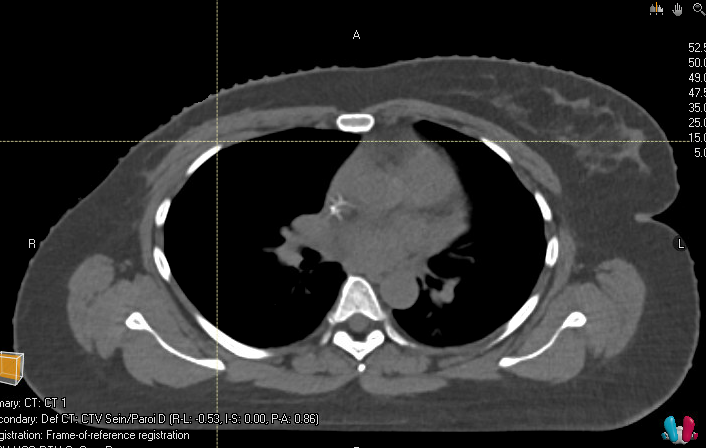 A
52.5
50.0
49.0
47.5
35.0
25.0
15.0
5.0
R
L
mary: CT: CT 1
condary: Def CT: CTV Sein/Paroi D (R-L: -0.53, I-S: 0.00, P-A: 0.86)
gistration: Frame-of-reference registration